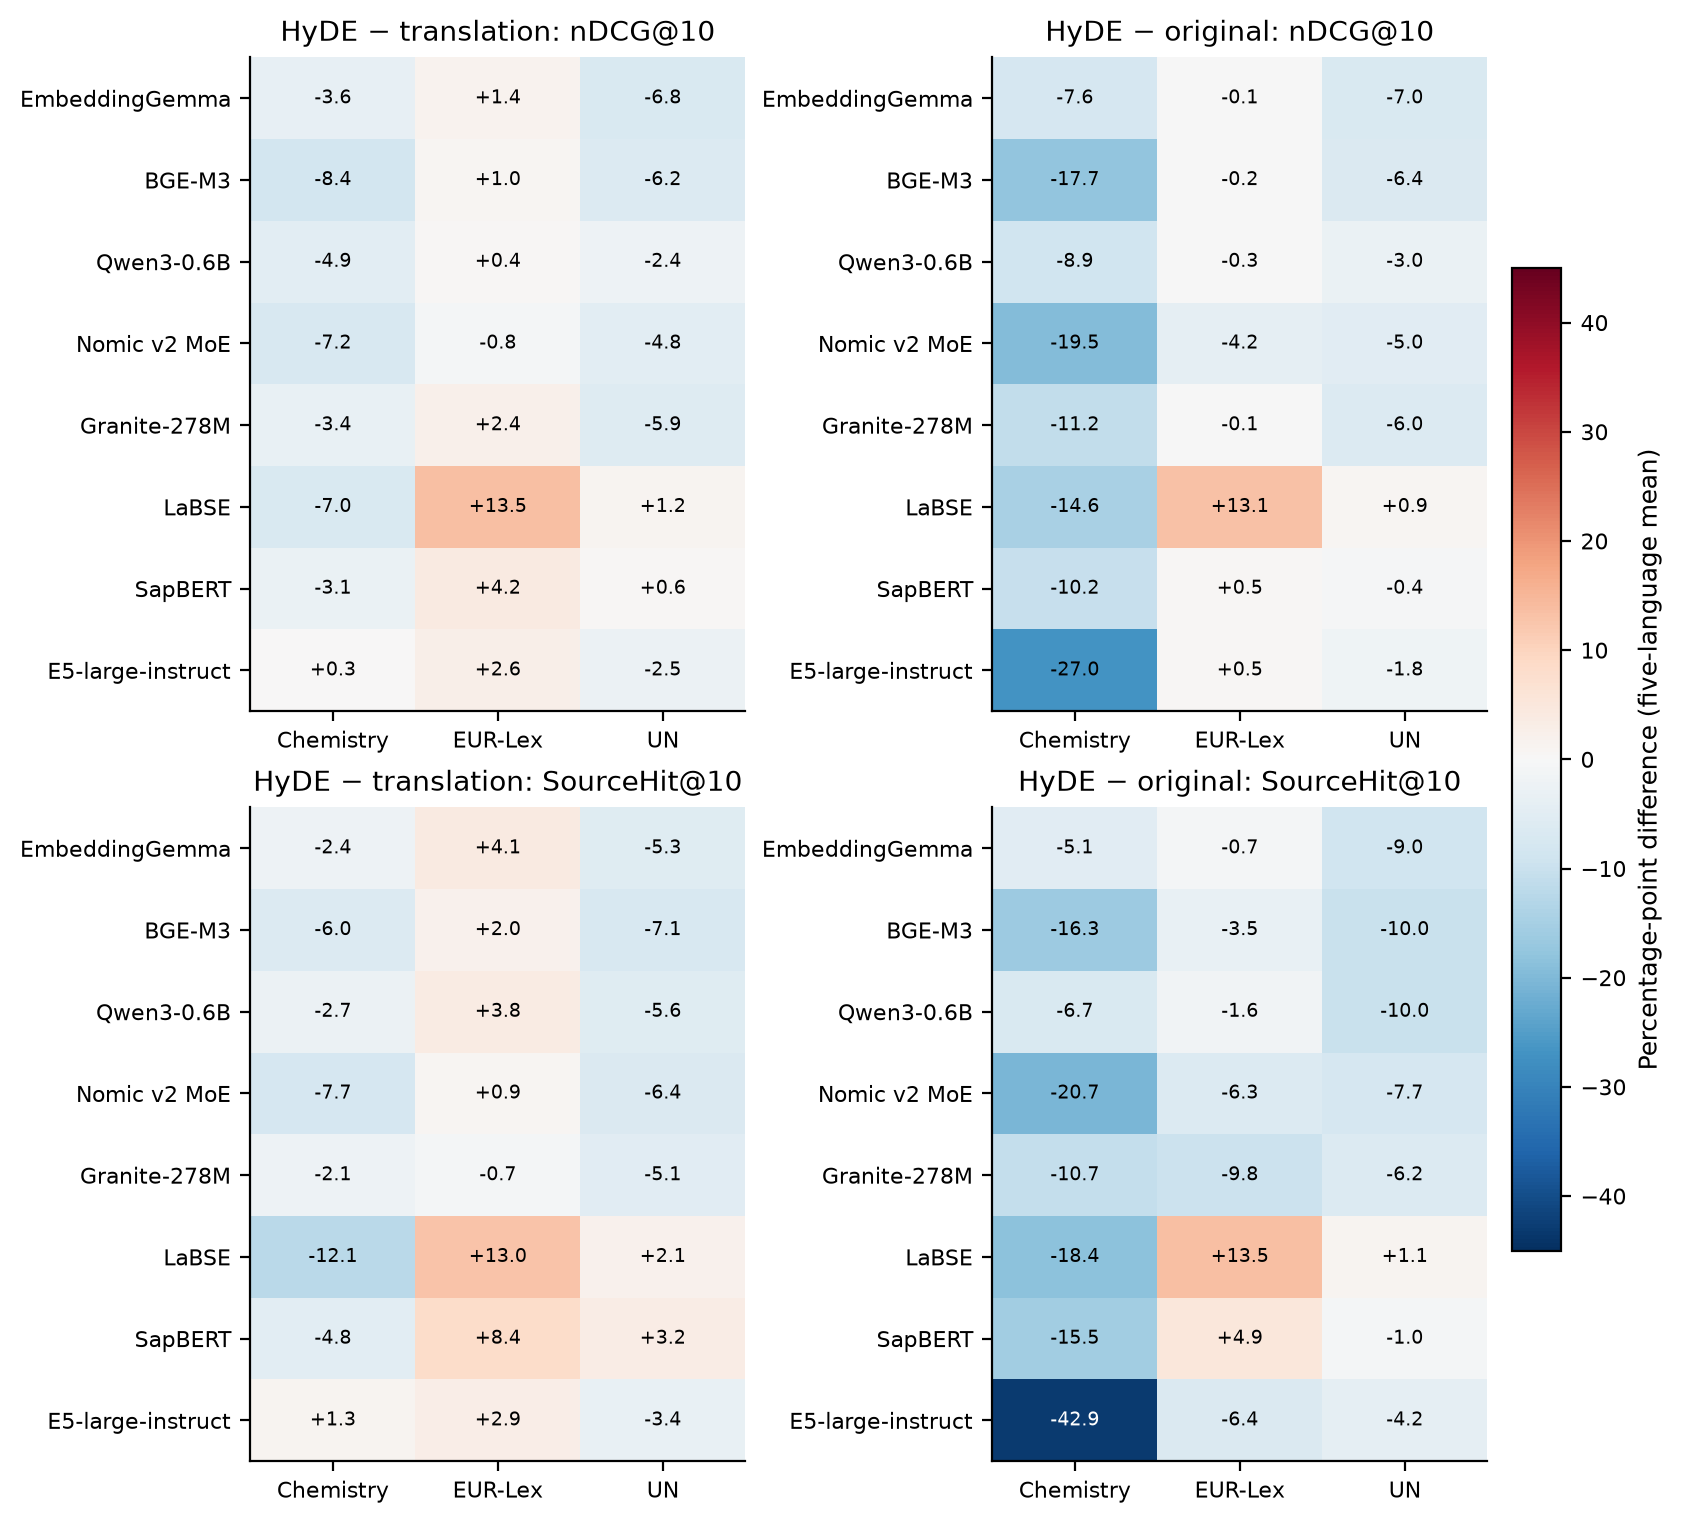 HyDE − translation: nDCG@10
EmbeddingGemma -3.6 +1.4 -6.8
BGE-M3 -8.4 +1.0 -6.2
Qwen3-0.6B -4.9 +0.4 -2.4
Nomic v2 MoE -7.2 -0.8 -4.8
Granite-278M -3.4 +2.4 -5.9
LaBSE -7.0 +13.5 +1.2
SapBERT -3.1 +4.2 +0.6
E5-large-instruct +0.3 +2.6 -2.5
Chemistry EUR-Lex UN
HyDE − original: nDCG@10
EmbeddingGemma -7.6 -0.1 -7.0
BGE-M3 -17.7 -0.2 -6.4
Qwen3-0.6B -8.9 -0.3 -3.0
Nomic v2 MoE -19.5 -4.2 -5.0
Granite-278M -11.2 -0.1 -6.0
LaBSE -14.6 +13.1 +0.9
SapBERT -10.2 +0.5 -0.4
E5-large-instruct -27.0 +0.5 -1.8
Chemistry EUR-Lex UN
HyDE − translation: SourceHit@10
EmbeddingGemma -2.4 +4.1 -5.3
BGE-M3 -6.0 +2.0 -7.1
Qwen3-0.6B -2.7 +3.8 -5.6
Nomic v2 MoE -7.7 +0.9 -6.4
Granite-278M -2.1 -0.7 -5.1
LaBSE -12.1 +13.0 +2.1
SapBERT -4.8 +8.4 +3.2
E5-large-instruct +1.3 +2.9 -3.4
Chemistry EUR-Lex UN
HyDE − original: SourceHit@10
EmbeddingGemma -5.1 -0.7 -9.0
BGE-M3 -16.3 -3.5 -10.0
Qwen3-0.6B -6.7 -1.6 -10.0
Nomic v2 MoE -20.7 -6.3 -7.7
Granite-278M -10.7 -9.8 -6.2
LaBSE -18.4 +13.5 +1.1
SapBERT -15.5 +4.9 -1.0
E5-large-instruct -42.9 -6.4 -4.2
Chemistry EUR-Lex UN
40
30
20
10
0
−10
−20
−30
−40
Percentage-point difference (five-language mean)